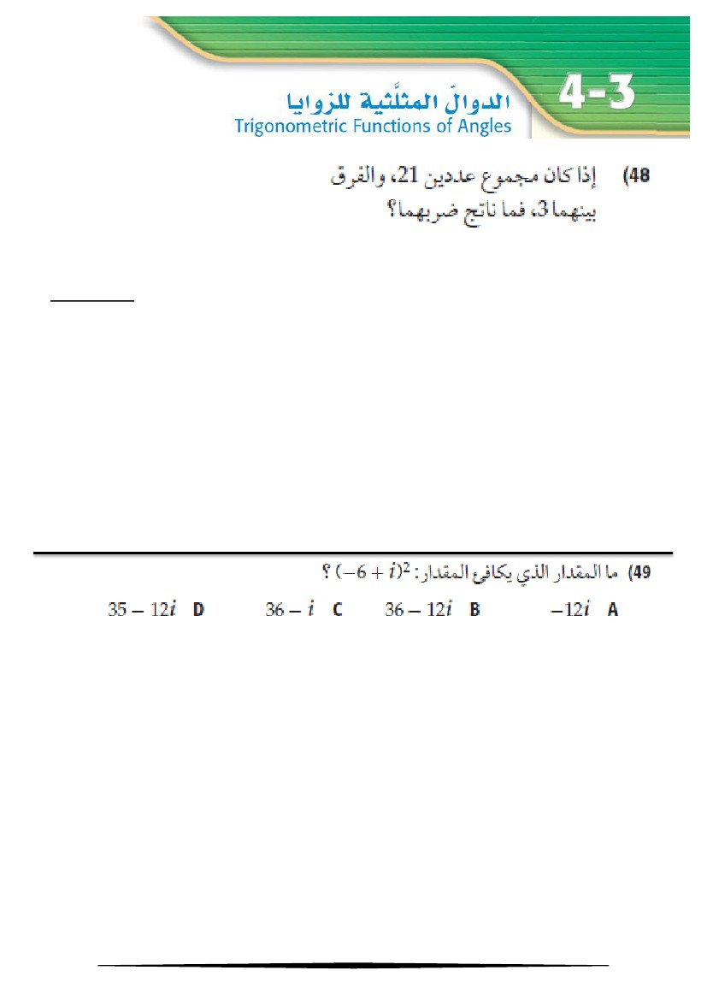 4-3
الدوالّ المثلَّثية للزوايا
Trigonometric Functions of Angles
48) إذا كان مجموع عددين 21، والفرق
بينهما 3، فما ناتج ضربهما؟
49) ما المقدار الذي يكافئ المقدار: (−6 + i)² ؟
A −12i B 36 − 12i C 36 − i D 35 − 12i